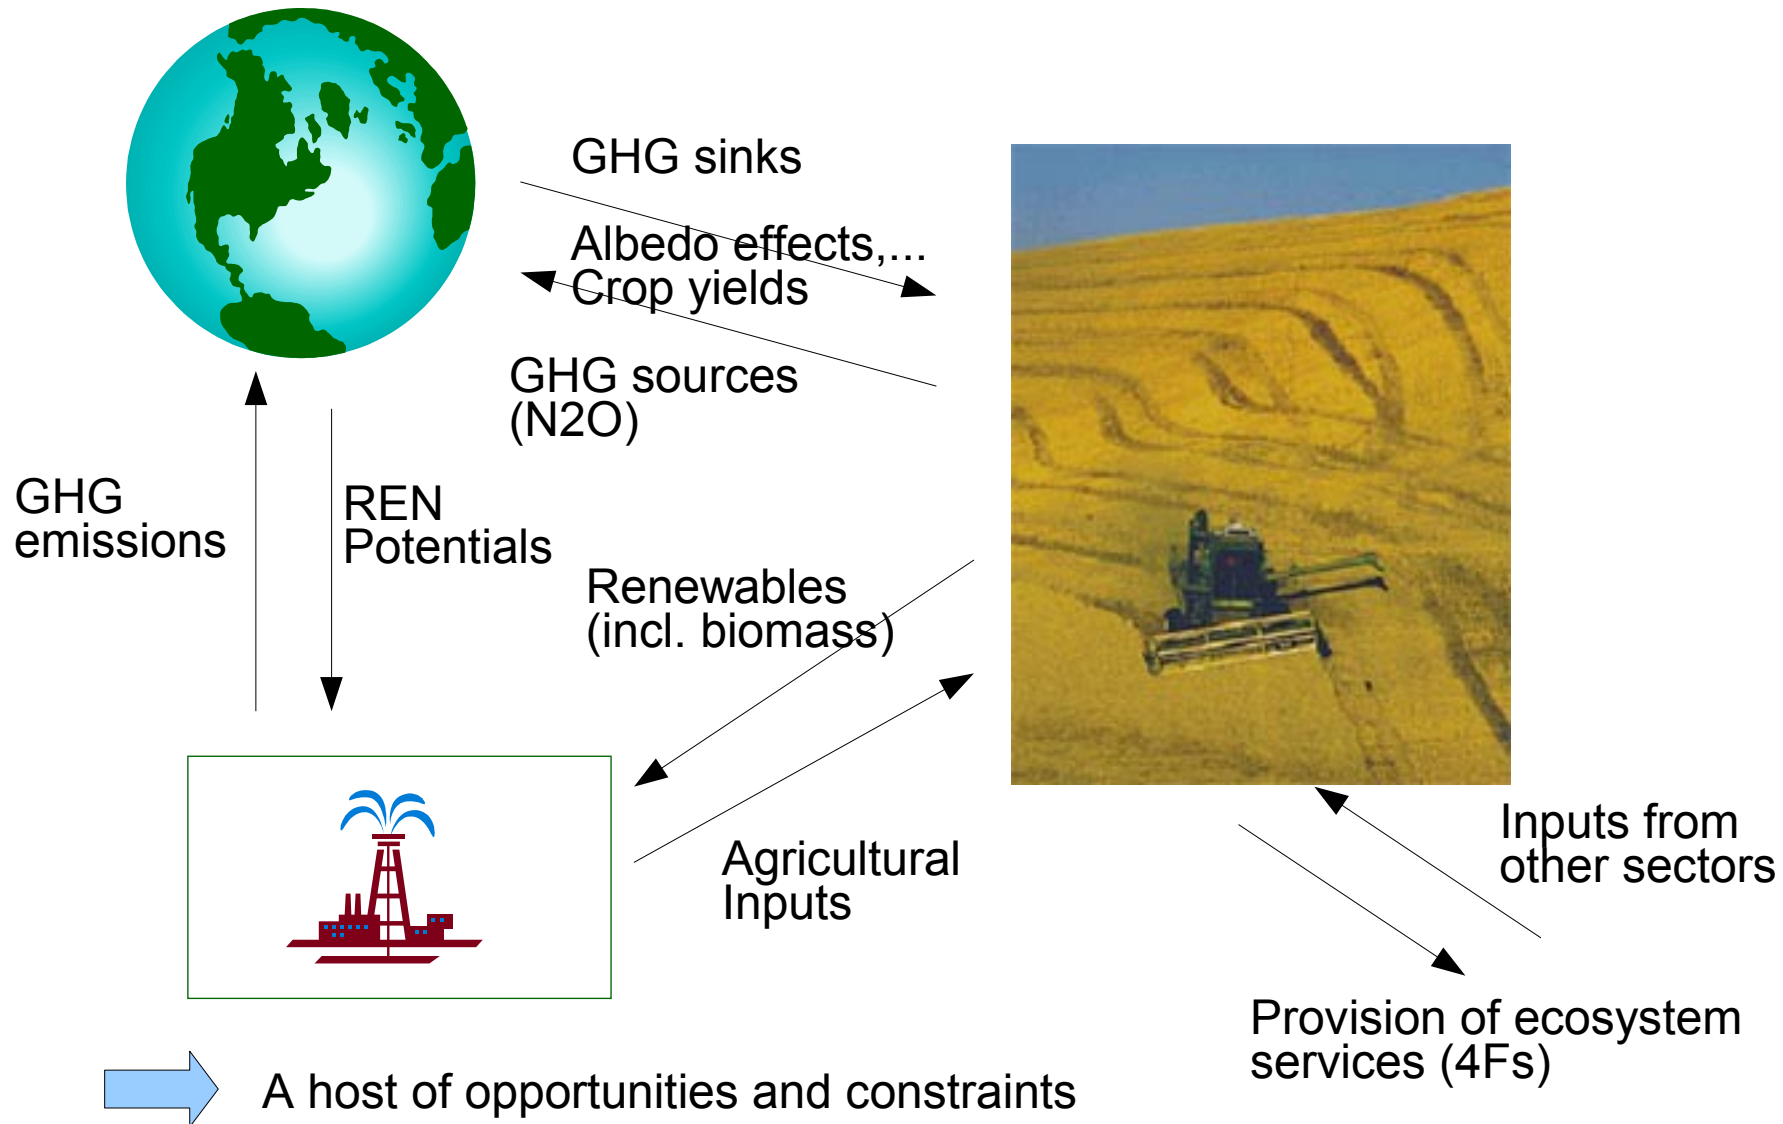 GHG sinks
Albedo effects,...
Crop yields
GHG sources
(N2O)
GHG
emissions
REN
Potentials
Renewables
(incl. biomass)
Agricultural
Inputs
Inputs from
other sectors
Provision of ecosystem
services (4Fs)
A host of opportunities and constraints